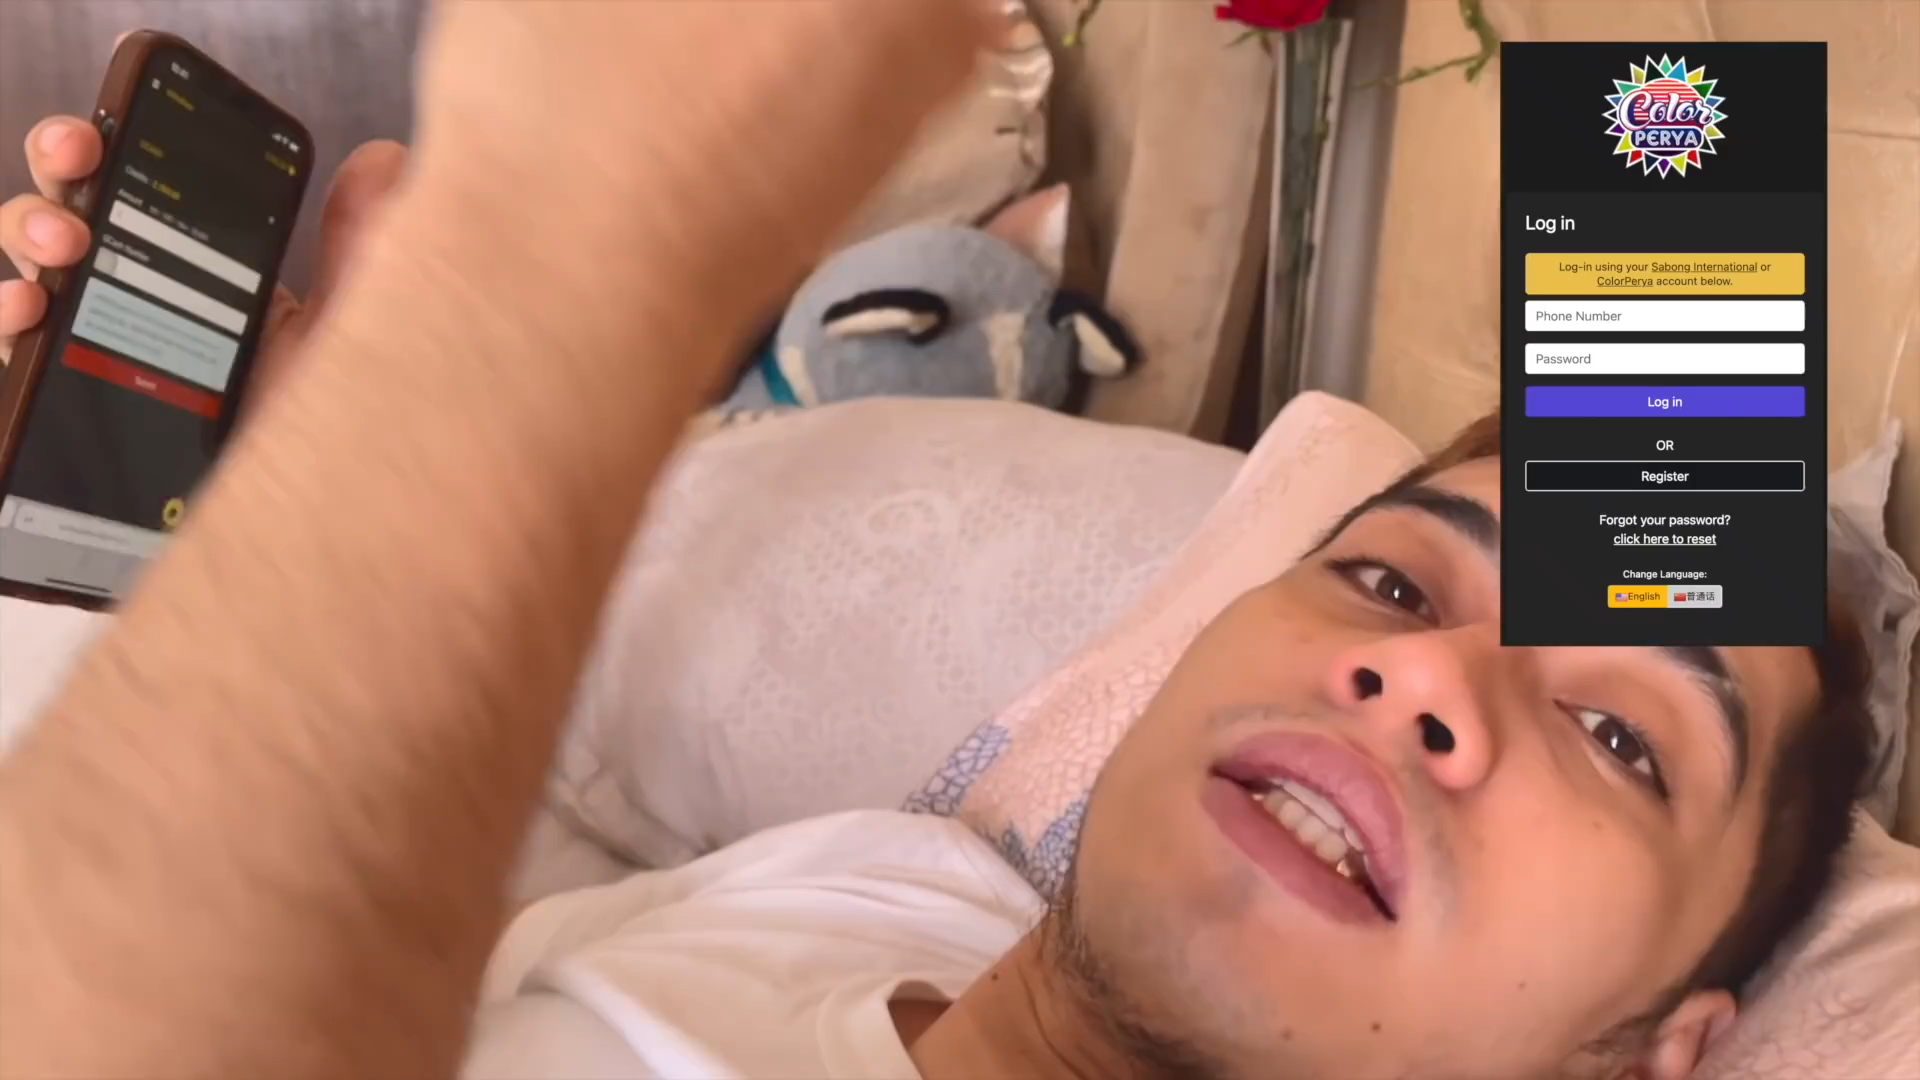 Color
PERYA
Log in
Log-in using your Sabong International or
ColorPerya account below.
Phone Number
Password
Log in
OR
Register
Forgot your password?
click here to reset
Change Language:
English
普通话